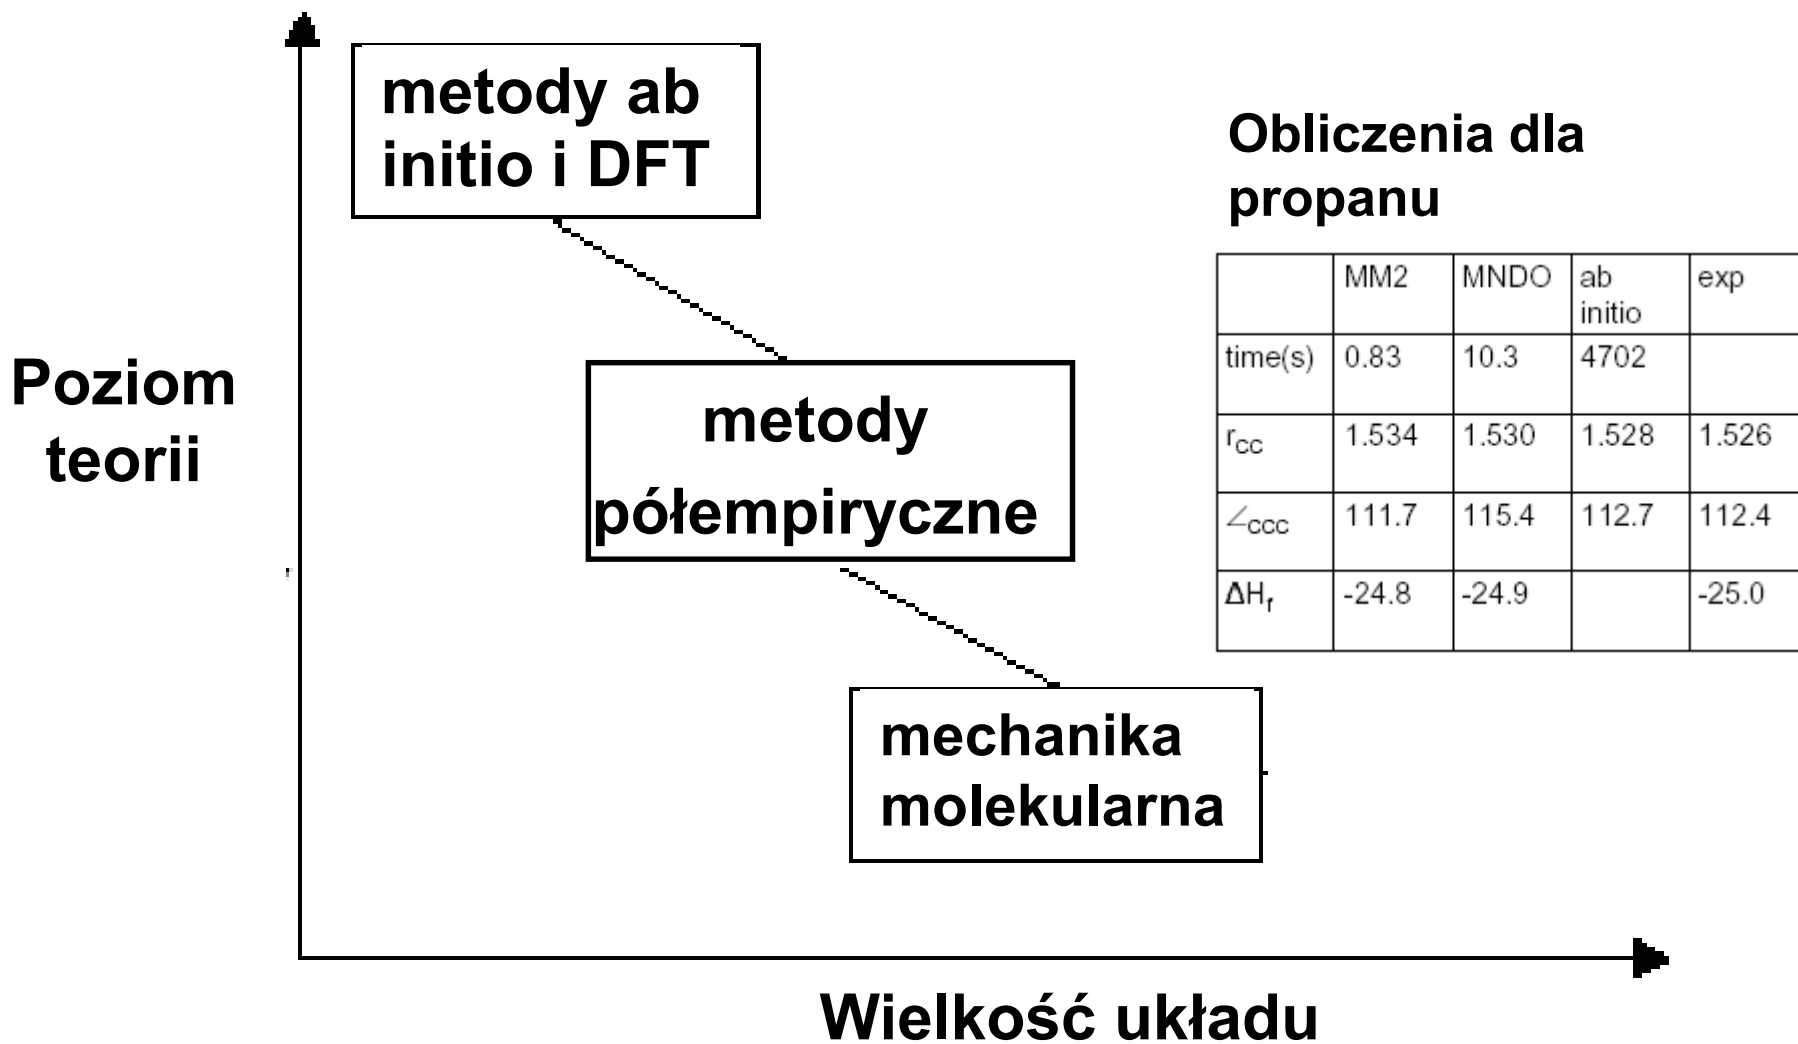 metody ab
initio i DFT
Obliczenia dla
propanu
MM2 MNDO ab initio exp
time(s) 0.83 10.3 4702
rcc 1.534 1.530 1.528 1.526
∠ccc 111.7 115.4 112.7 112.4
ΔHf -24.8 -24.9 -25.0
Poziom
teorii
metody
półempiryczne
mechanika
molekularna
Wielkość układu